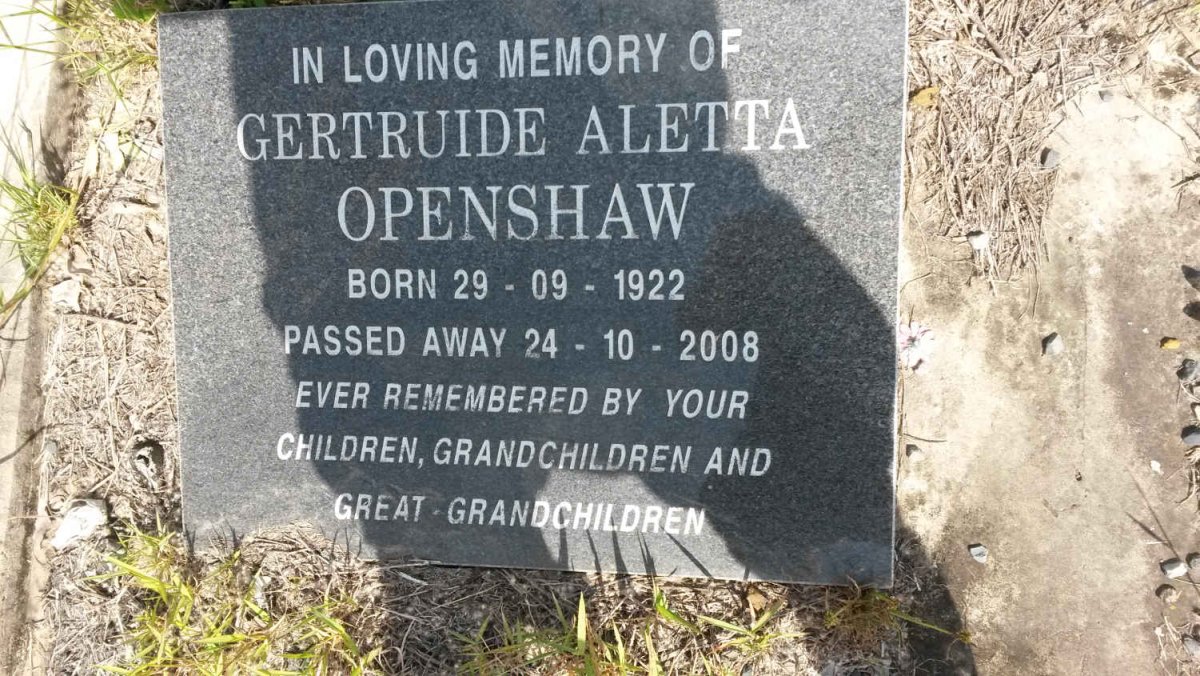 IN LOVING MEMORY OF
GERTRUIDE ALETTA
OPENSHAW
BORN 29 - 09 - 1922
PASSED AWAY 24 - 10 - 2008
EVER REMEMBERED BY YOUR
CHILDREN, GRANDCHILDREN AND
GREAT - GRANDCHILDREN